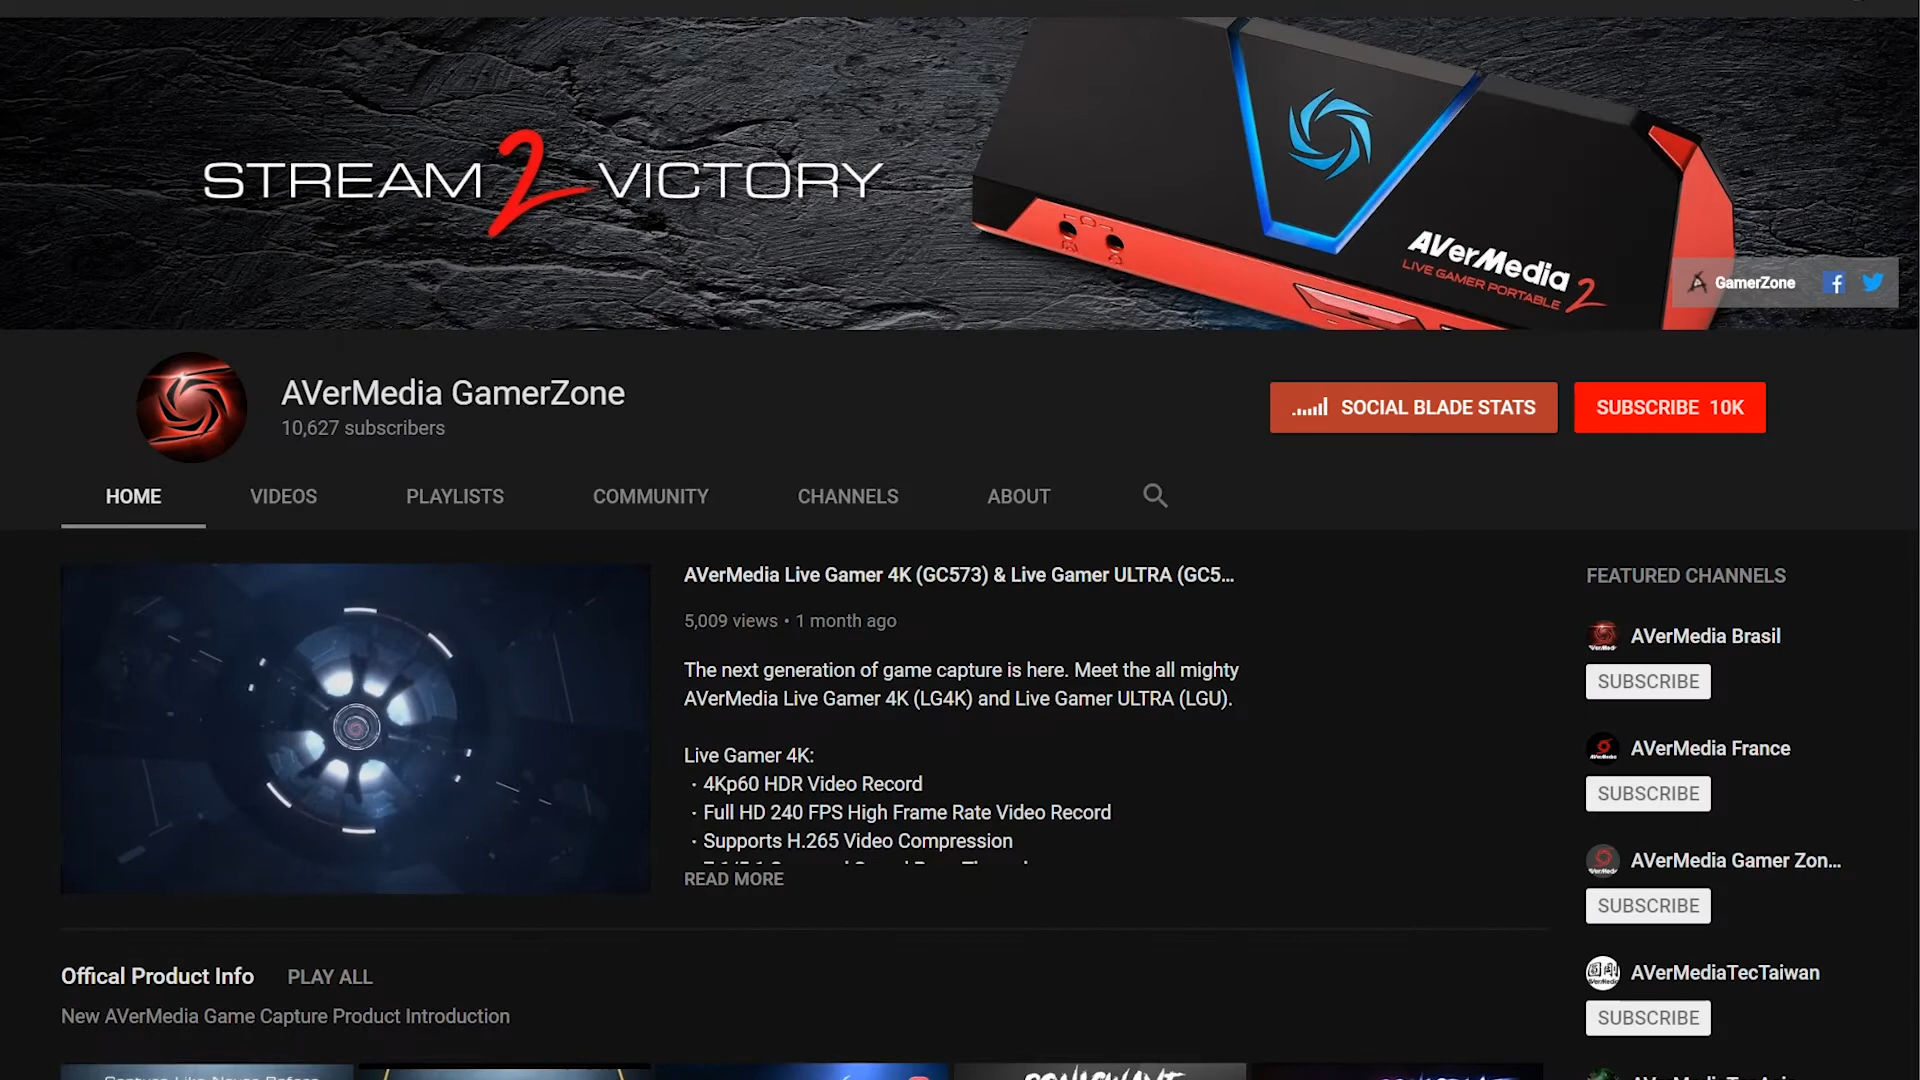 STREAM 2 VICTORY
AVerMedia
LIVE GAMER PORTABLE 2
GamerZone
AVerMedia GamerZone
10,627 subscribers
SOCIAL BLADE STATS
SUBSCRIBE 10K
HOME
VIDEOS
PLAYLISTS
COMMUNITY
CHANNELS
ABOUT
AVerMedia Live Gamer 4K (GC573) & Live Gamer ULTRA (GC5...
5,009 views • 1 month ago
The next generation of game capture is here. Meet the all mighty
AVerMedia Live Gamer 4K (LG4K) and Live Gamer ULTRA (LGU).
Live Gamer 4K:
· 4Kp60 HDR Video Record
· Full HD 240 FPS High Frame Rate Video Record
· Supports H.265 Video Compression
READ MORE
FEATURED CHANNELS
AVerMedia Brasil
SUBSCRIBE
AVerMedia France
SUBSCRIBE
AVerMedia Gamer Zon...
SUBSCRIBE
AVerMediaTecTaiwan
SUBSCRIBE
Offical Product Info
PLAY ALL
New AVerMedia Game Capture Product Introduction